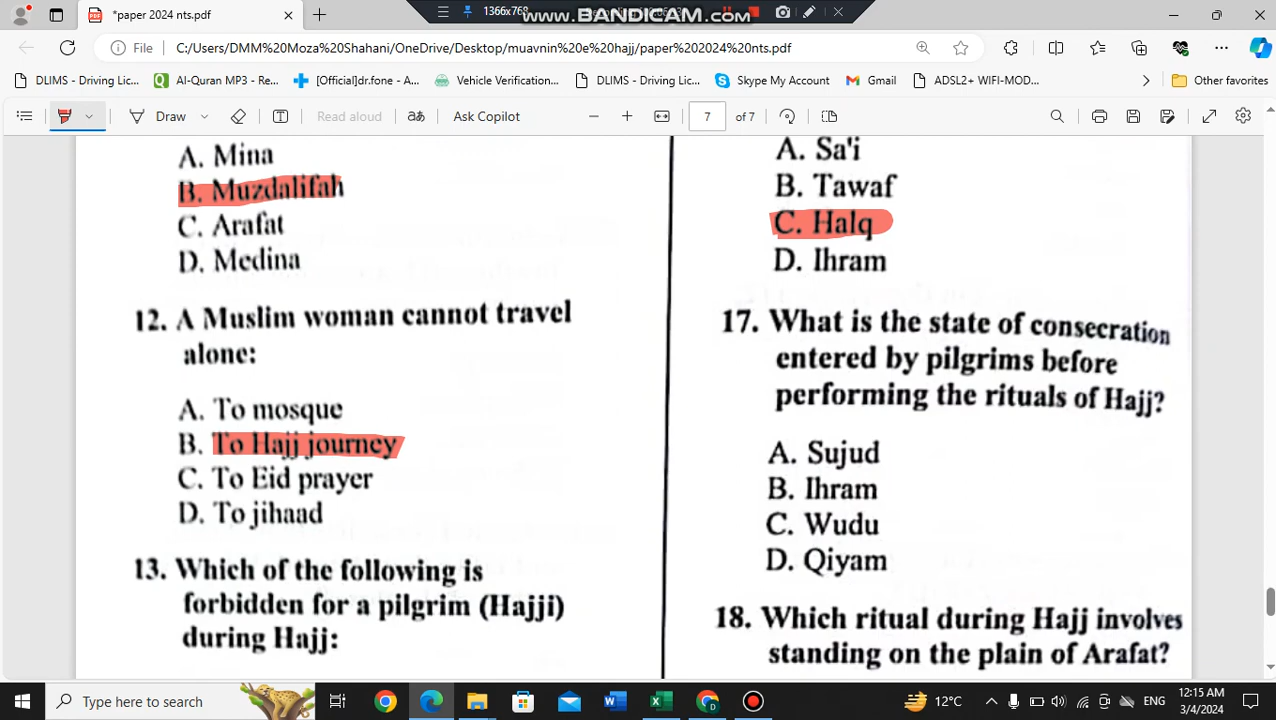 *paper 2024 nts.pdf
1366x768
www.BANDICAM.com
File
C:/Users/DMM%20Moza%20Shahani/OneDrive/Desktop/muavnin%20e%20hajj/paper%202024%20nts.pdf
DLIMS - Driving Lic...
Al-Quran MP3 - Re...
[Official]dr.fone - A...
Vehicle Verification...
DLIMS - Driving Lic...
Skype My Account
Gmail
ADSL2+ WIFI-MOD...
Other favorites
Draw
Read aloud
aあ
Ask Copilot
7
of 7
A. Mina
B. Muzdalifah
C. Arafat
D. Medina
12. A Muslim woman cannot travel
alone:
A. To mosque
B. To Hajj journey
C. To Eid prayer
D. To jihaad
13. Which of the following is
forbidden for a pilgrim (Hajji)
during Hajj:
A. Sa'i
B. Tawaf
C. Halq
D. Ihram
17. What is the state of consecration
entered by pilgrims before
performing the rituals of Hajj?
A. Sujud
B. Ihram
C. Wudu
D. Qiyam
18. Which ritual during Hajj involves
standing on the plain of Arafat?
Type here to search
12°C
ENG
12:15 AM
3/4/2024